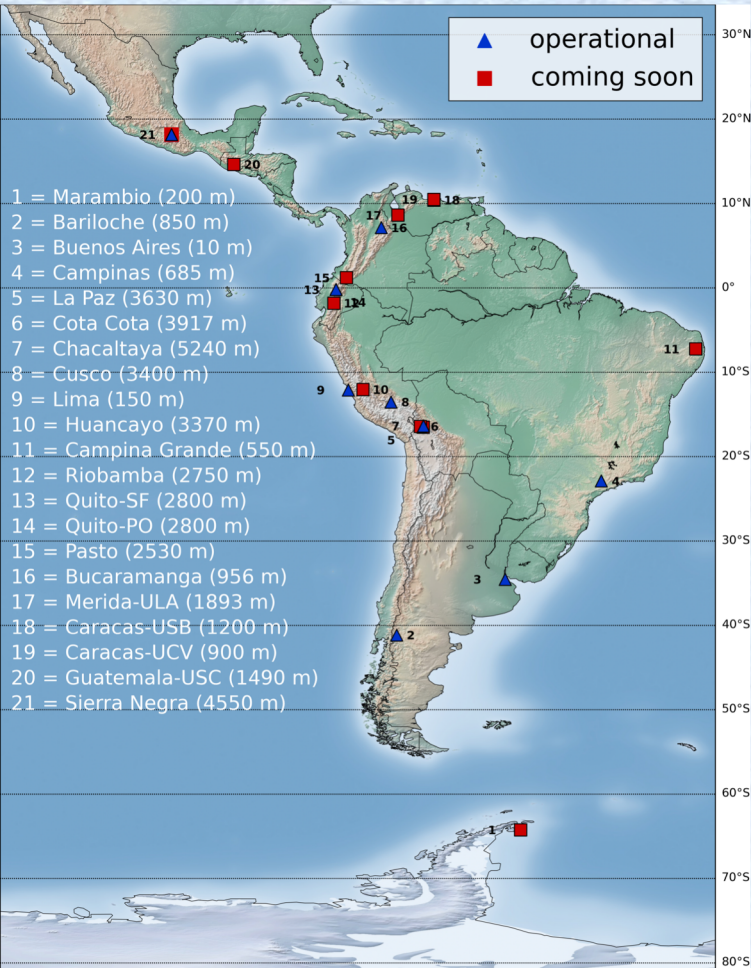 operational
coming soon
30°N
20°N
10°N
0°
10°S
20°S
30°S
40°S
50°S
60°S
70°S
80°S
1 = Marambio (200 m)
2 = Bariloche (850 m)
3 = Buenos Aires (10 m)
4 = Campinas (685 m)
5 = La Paz (3630 m)
6 = Cota Cota (3917 m)
7 = Chacaltaya (5240 m)
8 = Cusco (3400 m)
9 = Lima (150 m)
10 = Huancayo (3370 m)
11 = Campina Grande (550 m)
12 = Riobamba (2750 m)
13 = Quito-SF (2800 m)
14 = Quito-PO (2800 m)
15 = Pasto (2530 m)
16 = Bucaramanga (956 m)
17 = Merida-ULA (1893 m)
18 = Caracas-USB (1200 m)
19 = Caracas-UCV (900 m)
20 = Guatemala-USC (1490 m)
21 = Sierra Negra (4550 m)
21
20
19 18
17
16
15
13
12 14
11
9 10
8
7 6
5
4
3
2
1